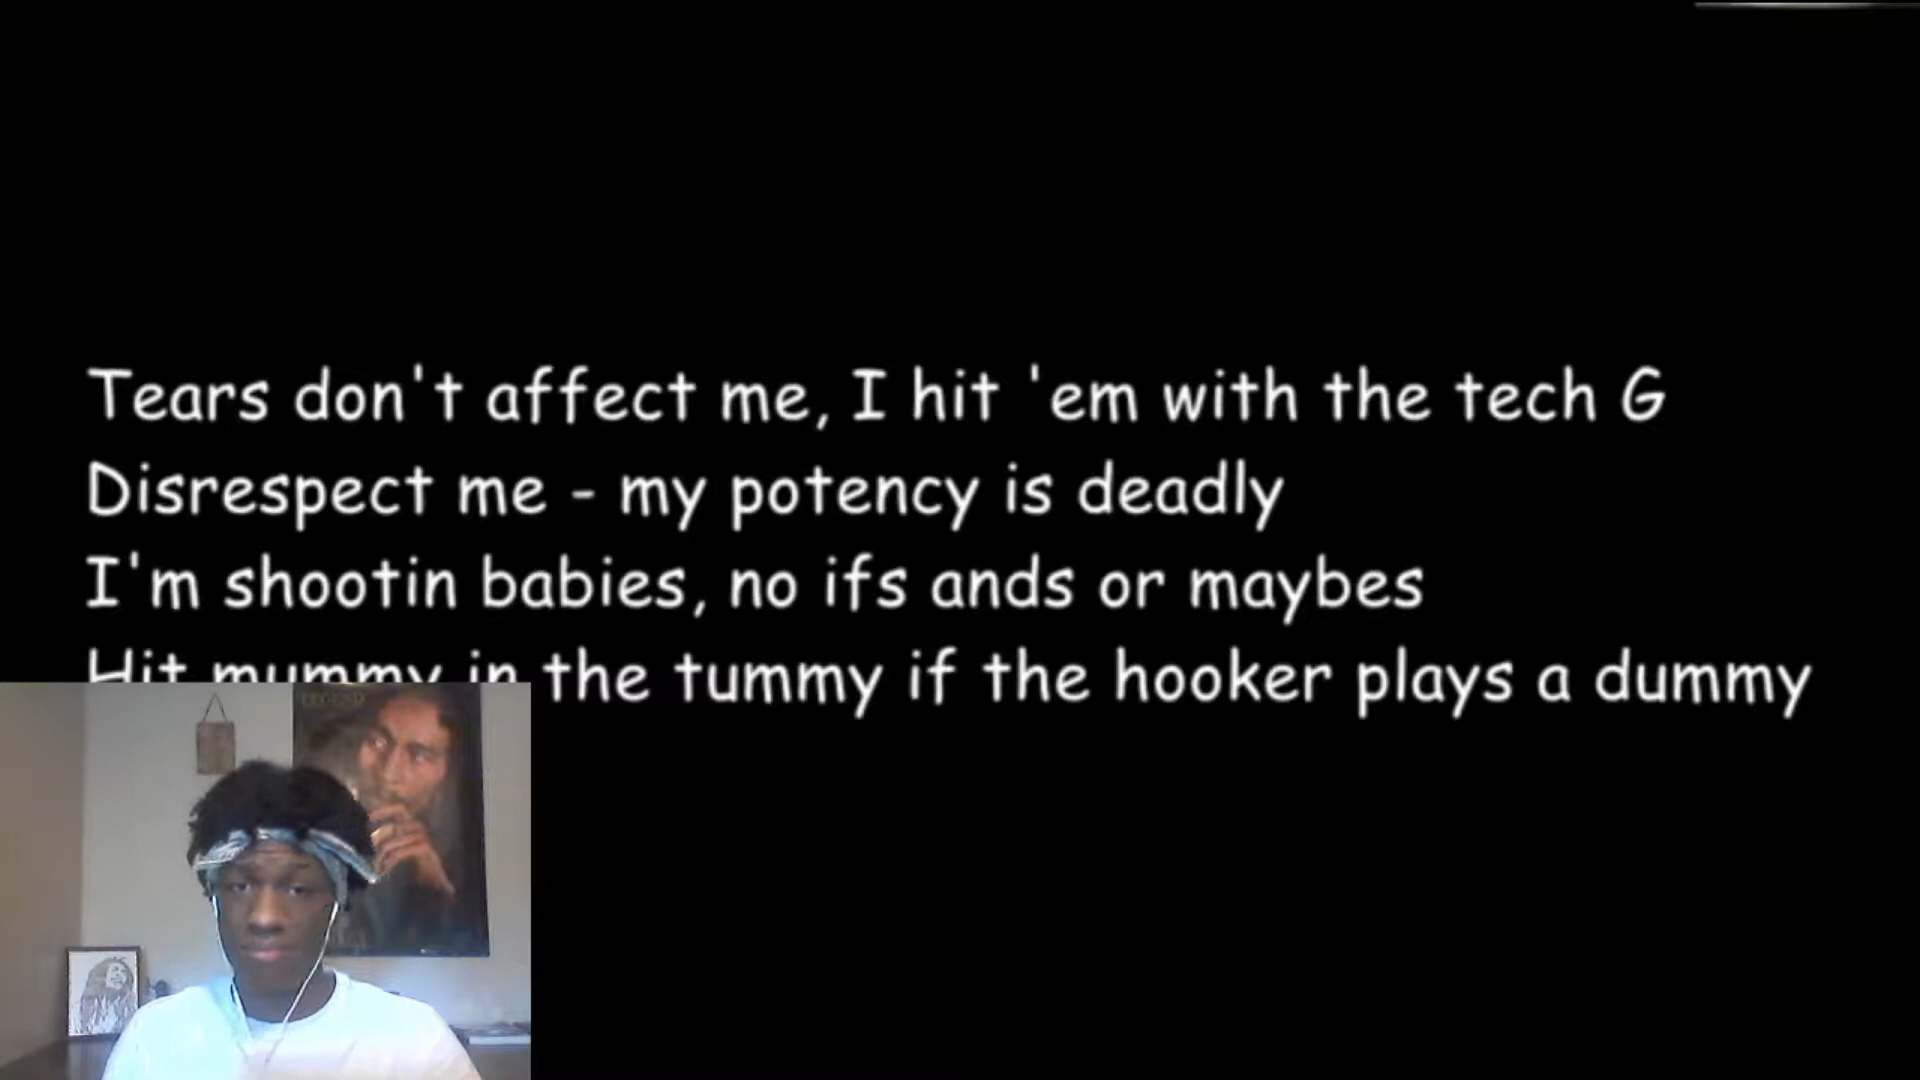 Tears don't affect me, I hit 'em with the tech G
Disrespect me - my potency is deadly
I'm shootin babies, no ifs ands or maybes
Hit mummy in the tummy if the hooker plays a dummy
LEGEND